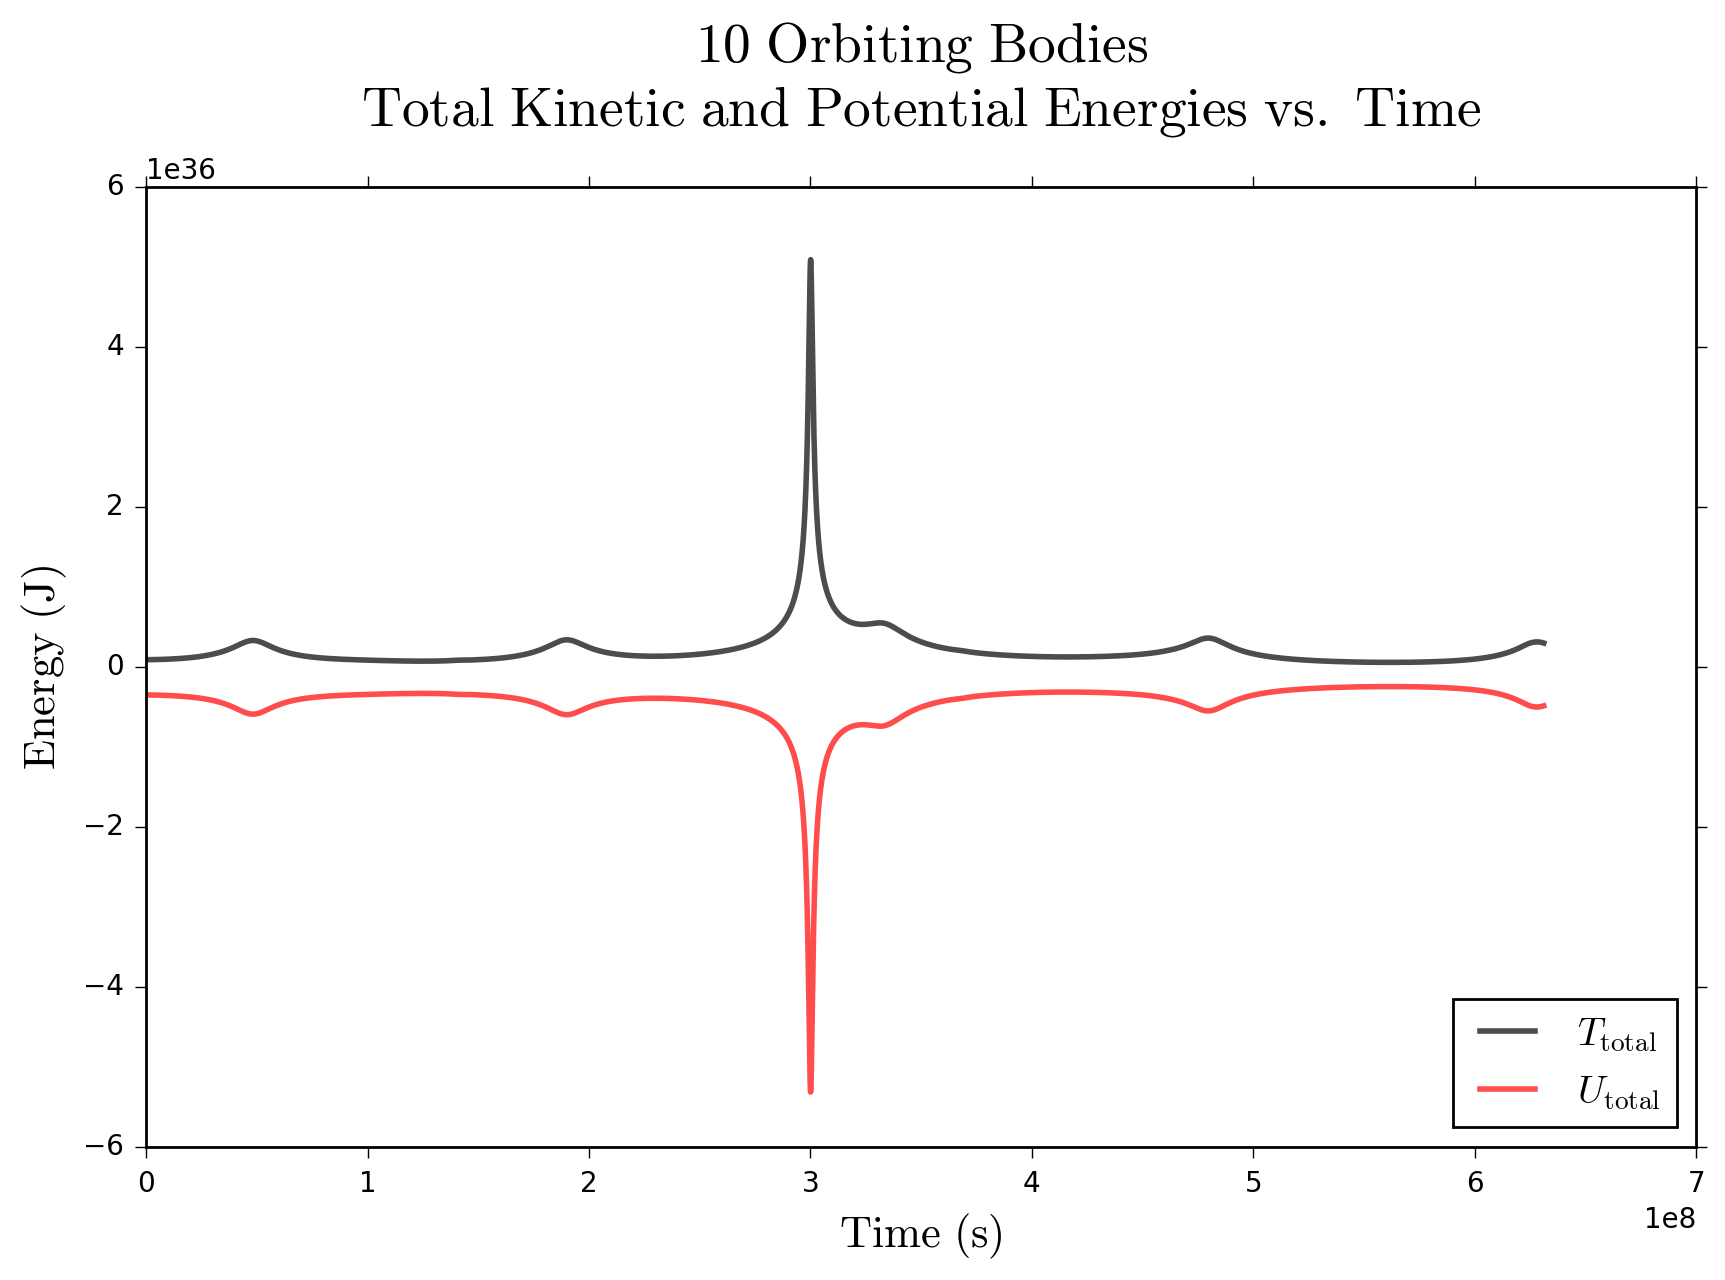 10 Orbiting Bodies
Total Kinetic and Potential Energies vs. Time
1e36
6
4
2
0
−2
−4
−6
Energy (J)
T_total
U_total
0 1 2 3 4 5 6 7
1e8
Time (s)